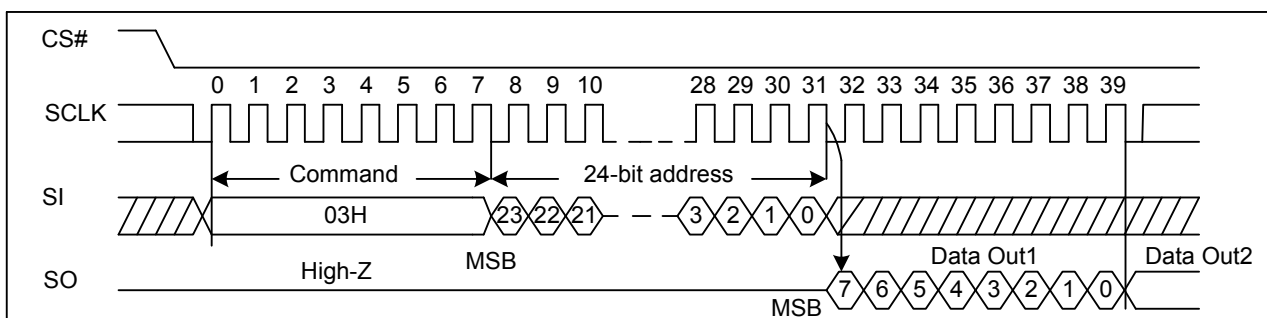 CS#
0 1 2 3 4 5 6 7 8 9 10 28 29 30 31 32 33 34 35 36 37 38 39
SCLK
Command 24-bit address
SI
03H 23 22 21 3 2 1 0
High-Z MSB Data Out1 Data Out2
SO
MSB 7 6 5 4 3 2 1 0